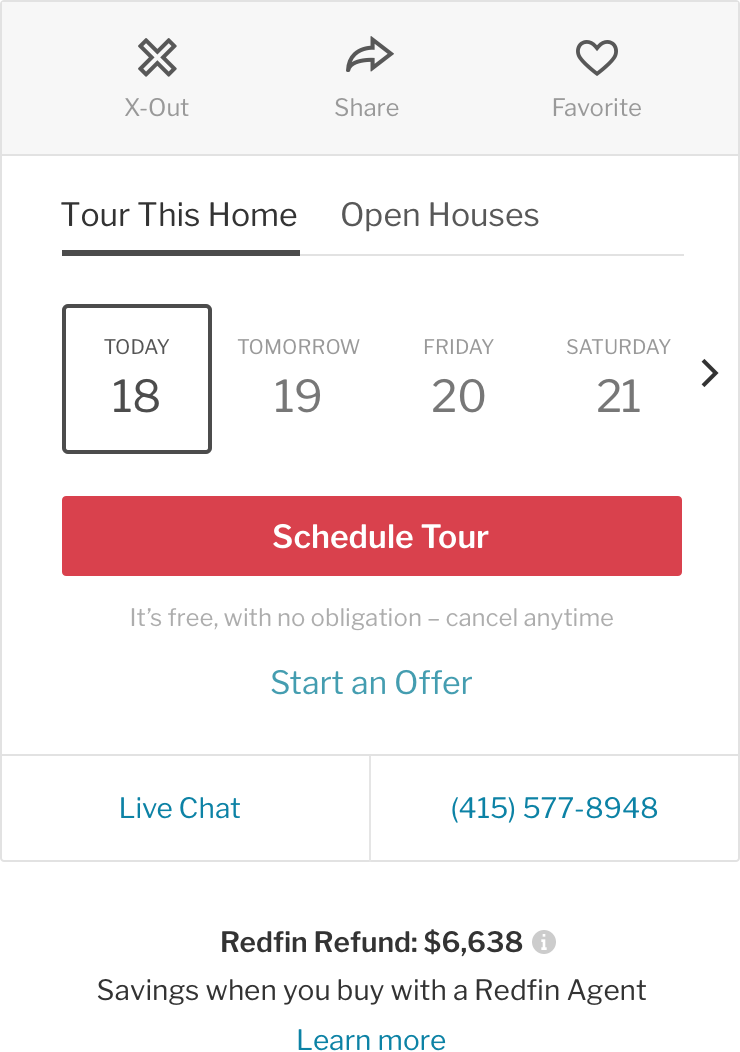 X-Out Share Favorite
Tour This Home Open Houses
TODAY TOMORROW FRIDAY SATURDAY
18 19 20 21
Schedule Tour
It’s free, with no obligation – cancel anytime
Start an Offer
Live Chat (415) 577-8948
Redfin Refund: $6,638 i
Savings when you buy with a Redfin Agent
Learn more